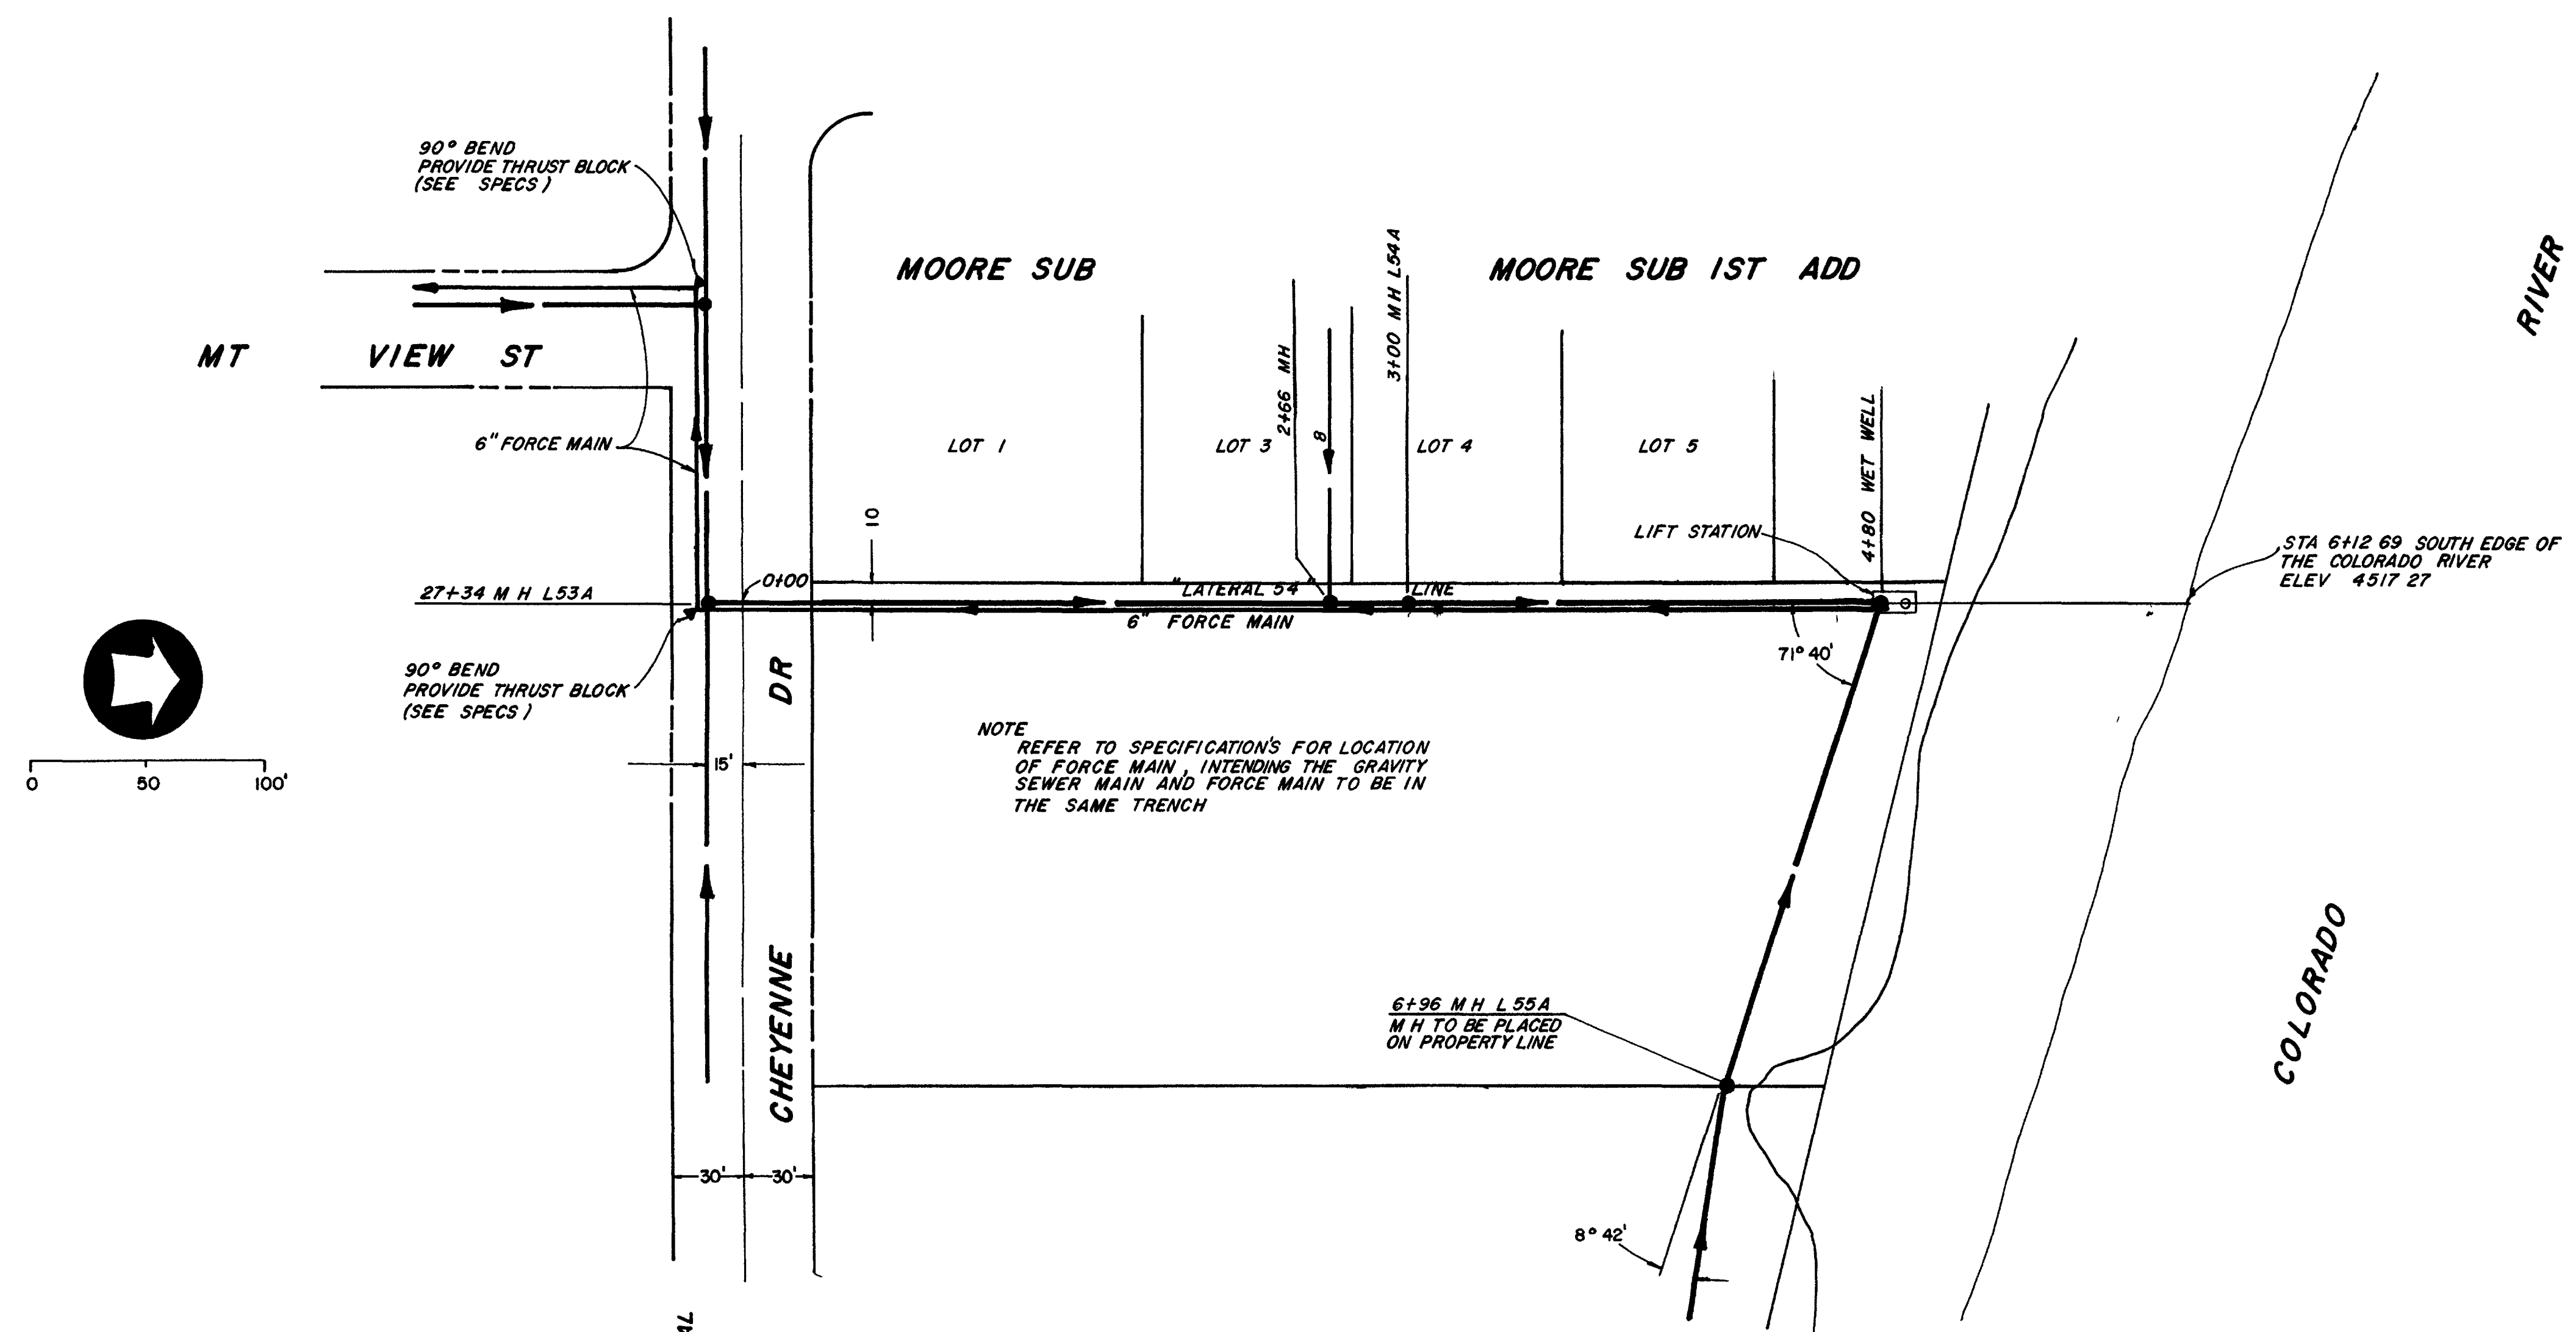 90° BEND
PROVIDE THRUST BLOCK
(SEE SPECS)
MOORE SUB
MOORE SUB 1ST ADD
RIVER
MT VIEW ST
2+66 MH
8
3+00 MH L54A
4+80 WET WELL
6" FORCE MAIN
LOT 1
LOT 3
LOT 4
LOT 5
10
LIFT STATION
STA 6+12 69 SOUTH EDGE OF
THE COLORADO RIVER
ELEV 4517 27
27+34 M H L53A
0+00
"LATERAL 54" LINE
6" FORCE MAIN
71° 40'
90° BEND
PROVIDE THRUST BLOCK
(SEE SPECS)
CHEYENNE DR
NOTE
REFER TO SPECIFICATION'S FOR LOCATION
OF FORCE MAIN, INTENDING THE GRAVITY
SEWER MAIN AND FORCE MAIN TO BE IN
THE SAME TRENCH
15'
0 50 100'
COLORADO
6+96 M H L55A
M H TO BE PLACED
ON PROPERTY LINE
30' 30'
8° 42'